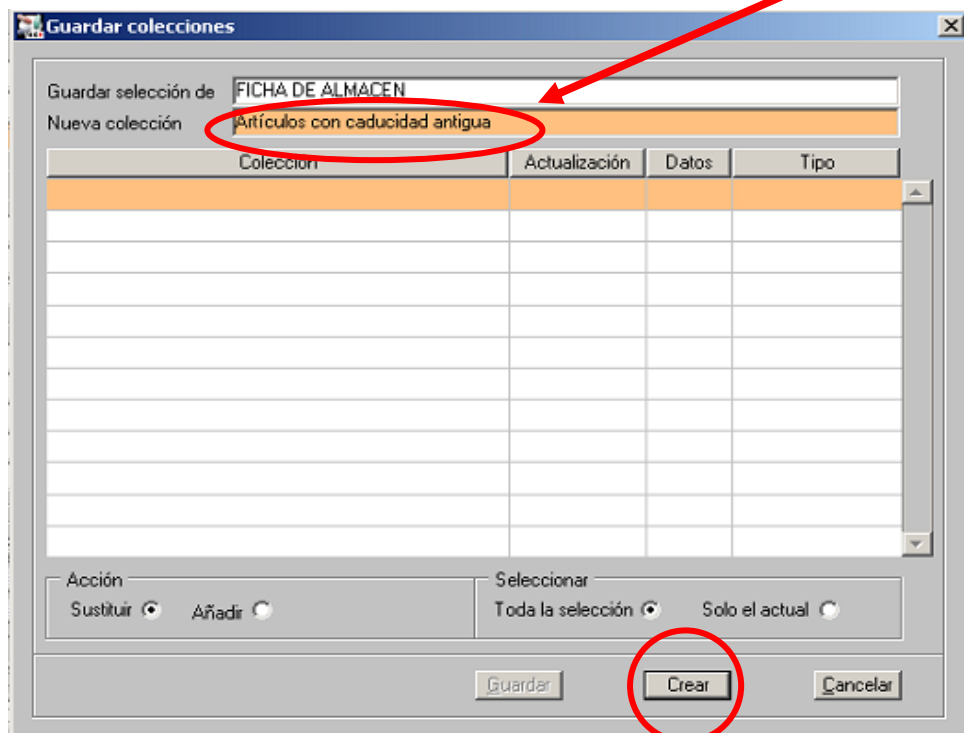 Guardar colecciones
Guardar selección de FICHA DE ALMACEN
Nueva colección Artículos con caducidad antigua
Colección Actualización Datos Tipo
Acción Seleccionar
Sustituir Añadir Toda la selección Solo el actual
Guardar Crear Cancelar